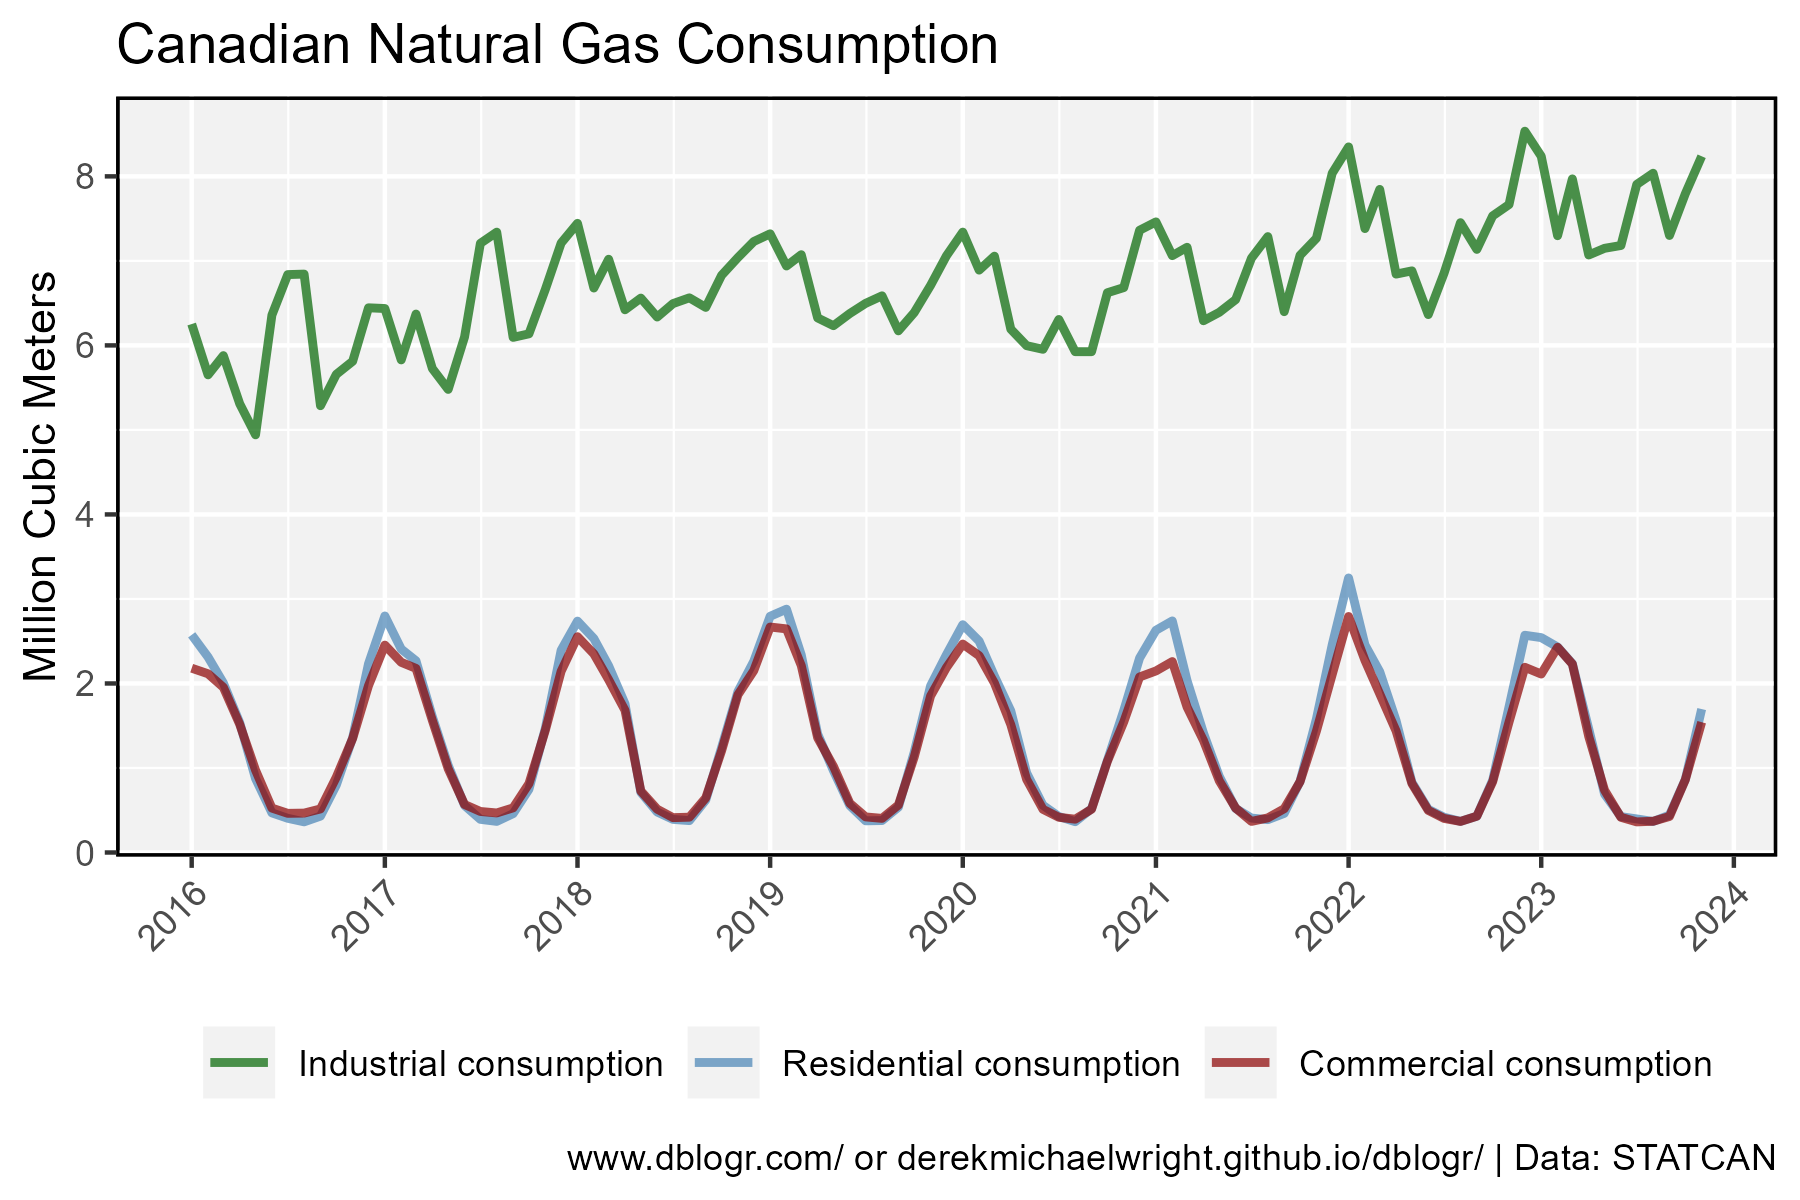 Canadian Natural Gas Consumption
Million Cubic Meters
8
6
4
2
0
2016
2017
2018
2019
2020
2021
2022
2023
2024
Industrial consumption
Residential consumption
Commercial consumption
www.dblogr.com/ or derekmichaelwright.github.io/dblogr/ | Data: STATCAN